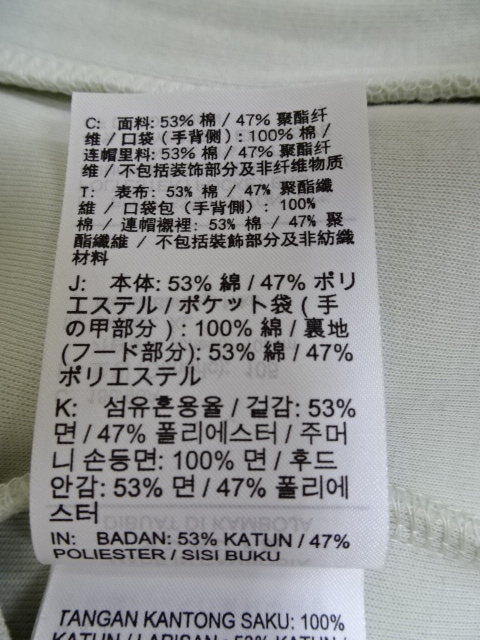 C: 面料: 53% 棉 / 47% 聚酯纤
维 / 口袋（手背侧）: 100% 棉 /
连帽里料: 53% 棉 / 47% 聚酯纤
维 / 不包括装饰部分及非纤维物质
T: 表布: 53% 棉 / 47% 聚酯纖
維 / 口袋包（手背側）: 100%
棉 / 連帽襯裡: 53% 棉 / 47% 聚
酯纖維 / 不包括裝飾部分及非紡織
材料
J: 本体: 53% 綿 / 47% ポリ
エステル / ポケット袋 ( 手
の甲部分 ) : 100% 綿 / 裏地
(フード部分): 53% 綿 / 47%
ポリエステル
K: 섬유혼용율 / 겉감: 53%
면 / 47% 폴리에스터 / 주머
니 손등면: 100% 면 / 후드
안감: 53% 면 / 47% 폴리에
스터
IN: BADAN: 53% KATUN / 47%
POLIESTER / SISI BUKU
TANGAN KANTONG SAKU: 100%